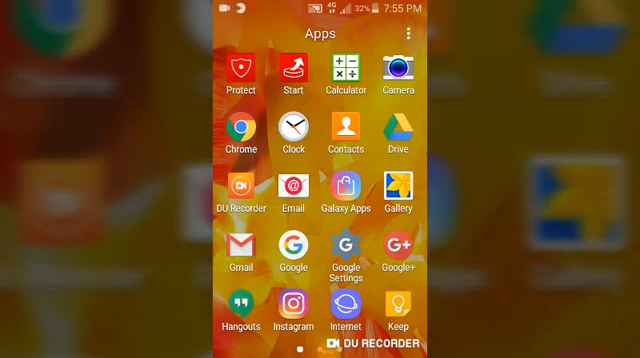 4G 32% 7:55 PM
Apps
Protect Start Calculator Camera
Chrome Clock Contacts Drive
DU Recorder Email Galaxy Apps Gallery
Gmail Google Google Settings Google+
Hangouts Instagram Internet Keep
DU RECORDER